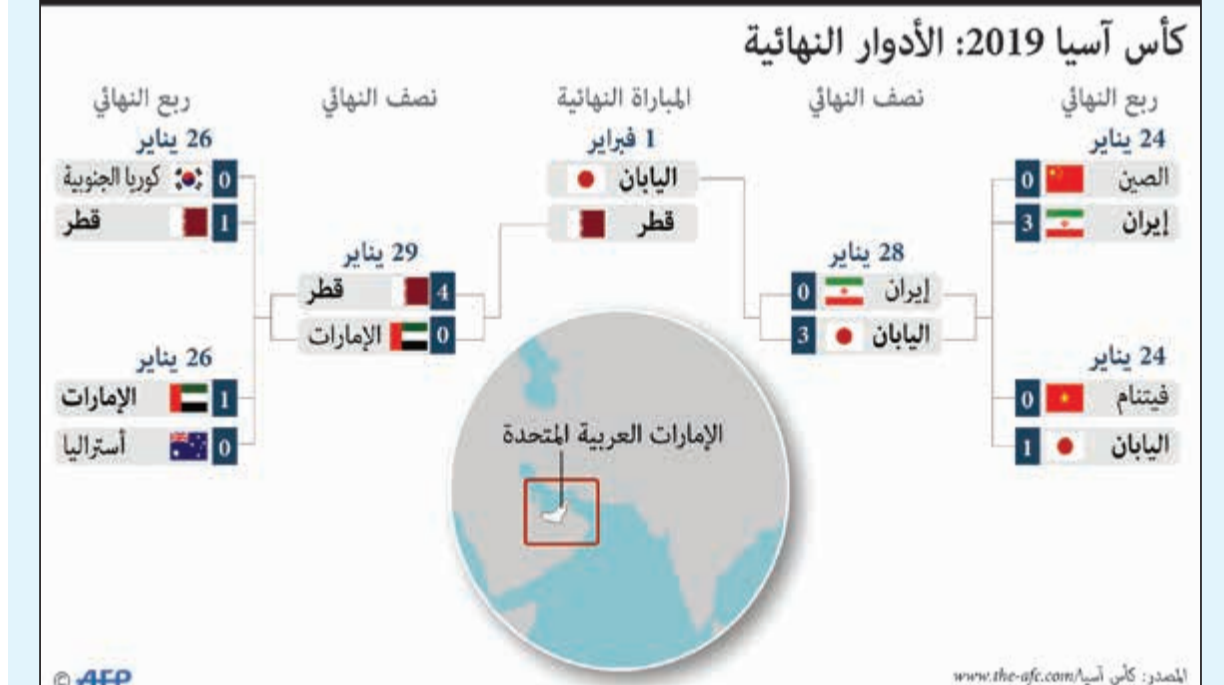 كأس آسيا 2019: الأدوار النهائية
ربع النهائي
24 يناير
الصين 0
إيران 3
24 يناير
فيتنام 0
اليابان 1
نصف النهائي
28 يناير
إيران 0
اليابان 3
المباراة النهائية
1 فبراير
اليابان
قطر
نصف النهائي
29 يناير
قطر 4
الإمارات 0
ربع النهائي
26 يناير
كوريا الجنوبية 0
قطر 1
26 يناير
الإمارات 1
أستراليا 0
الإمارات العربية المتحدة
المصدر: كأس آسيا/www.the-afc.com
© AFP